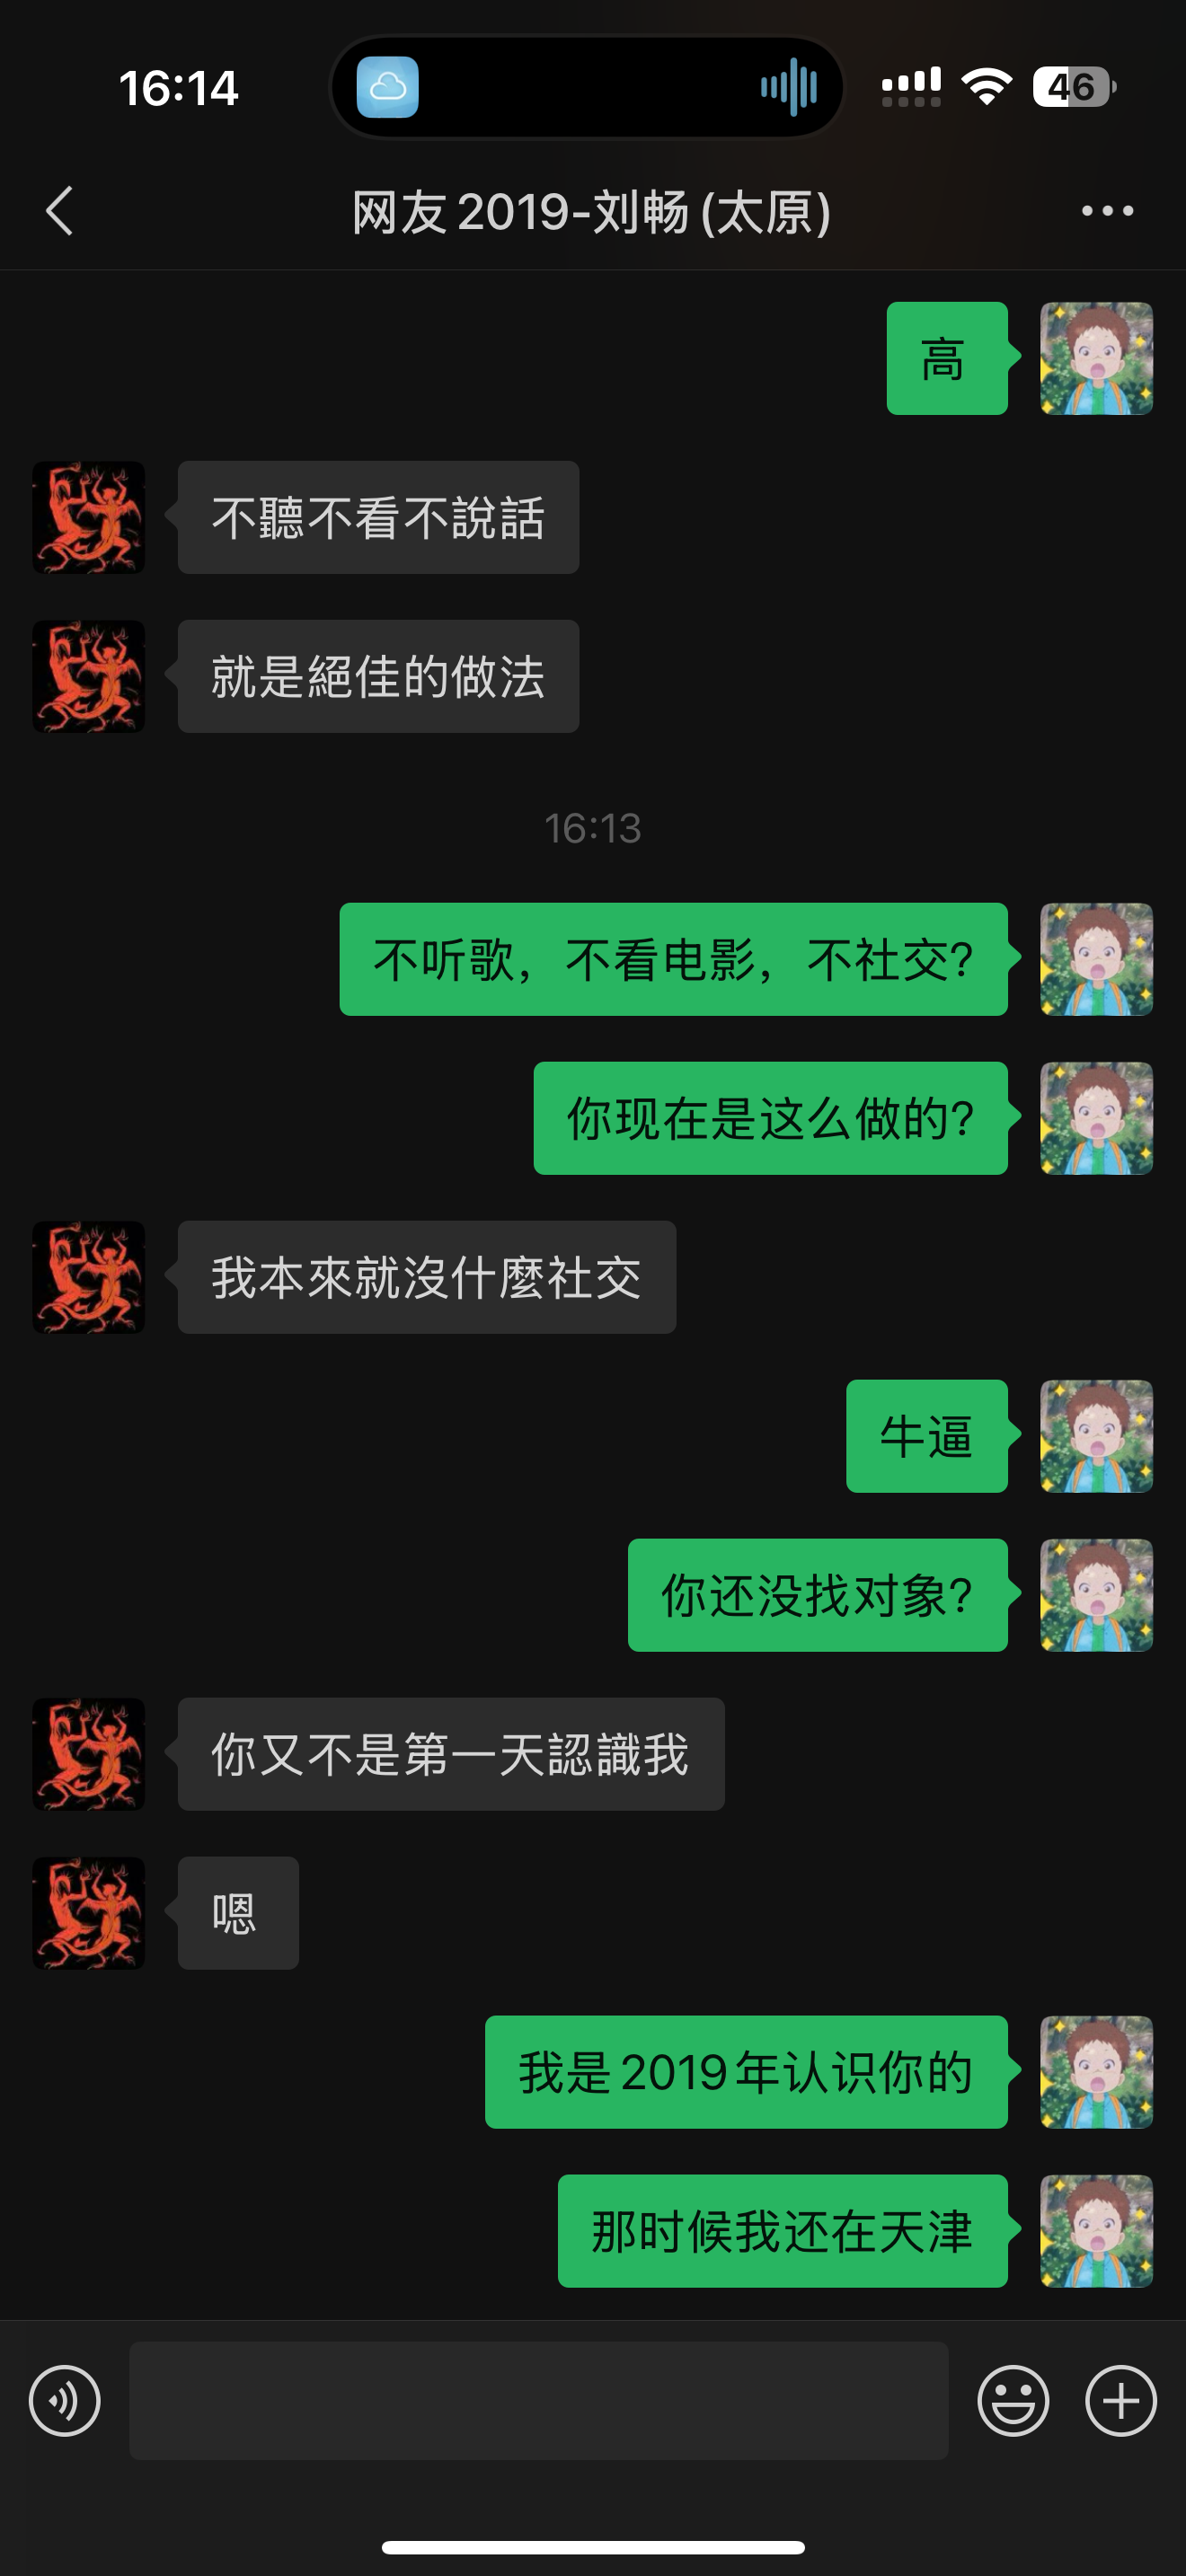 16:14
46
网友2019-刘畅(太原)
高
不聽不看不說話
就是絕佳的做法
16:13
不听歌，不看电影，不社交?
你现在是这么做的?
我本來就沒什麼社交
牛逼
你还没找对象?
你又不是第一天認識我
嗯
我是2019年认识你的
那时候我还在天津